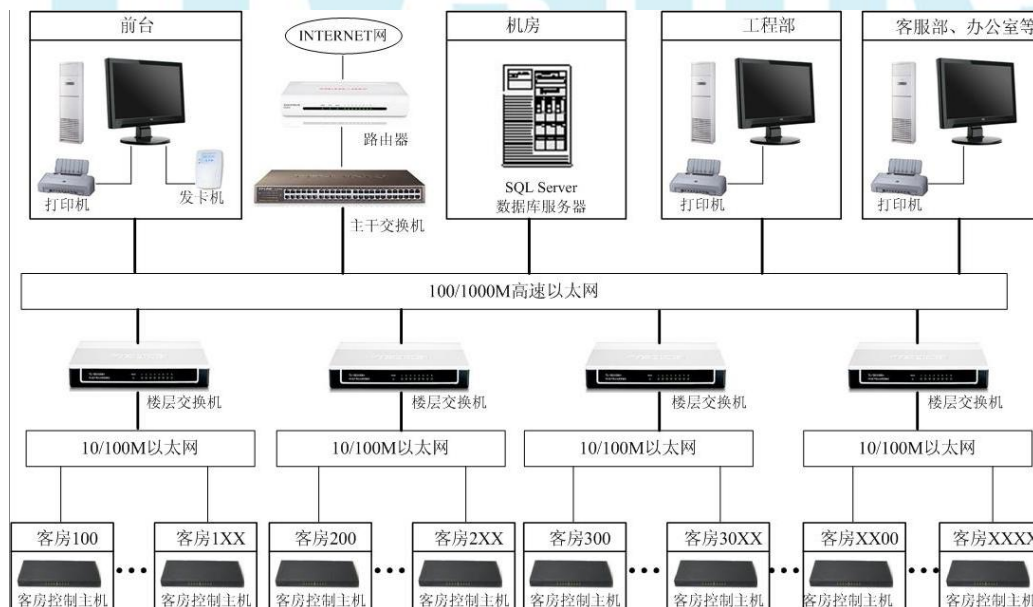 前台
INTERNET网
机房
工程部
客服部、办公室等
路由器
打印机
发卡机
主干交换机
SQL Server
数据库服务器
打印机
打印机
100/1000M高速以太网
楼层交换机
楼层交换机
楼层交换机
楼层交换机
10/100M以太网
10/100M以太网
10/100M以太网
10/100M以太网
客房100
客房1XX
客房200
客房2XX
客房300
客房30XX
客房XX00
客房XXXX
客房控制主机
客房控制主机
客房控制主机
客房控制主机
客房控制主机
客房控制主机
客房控制主机
客房控制主机